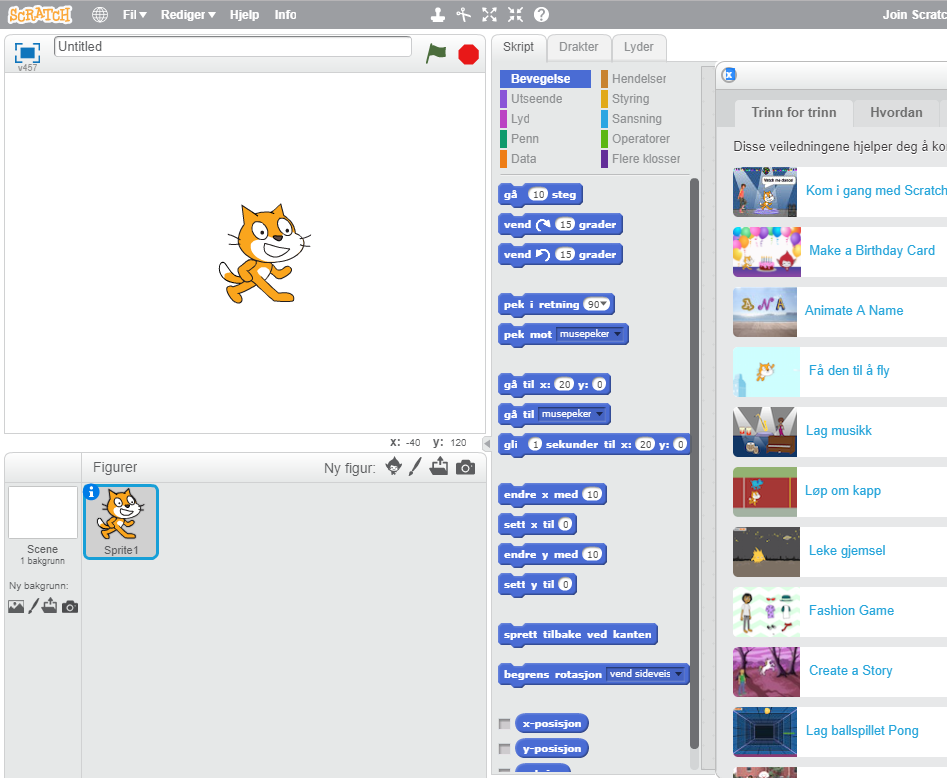 SCRATCH
Fil Rediger Hjelp Info
Join Scratc
v457
Untitled
Skript Drakter Lyder
Bevegelse
Utseende
Lyd
Penn
Data
Hendelser
Styring
Sansning
Operatorer
Flere klosser
gå 10 steg
vend 15 grader
vend 15 grader
pek i retning 90
pek mot musepeker
gå til x: 20 y: 0
gå til musepeker
gli 1 sekunder til x: 20 y: 0
endre x med 10
sett x til 0
endre y med 10
sett y til 0
sprett tilbake ved kanten
begrens rotasjon vend sideveis
x-posisjon
y-posisjon
x: -40 y: 120
Figurer
Ny figur:
Scene
1 bakgrunn
Ny bakgrunn:
Sprite1
Trinn for trinn Hvordan
Disse veiledningene hjelper deg å ko
Kom i gang med Scratch
Watch me dance!
Make a Birthday Card
Animate A Name
Få den til å fly
Lag musikk
Løp om kapp
Leke gjemsel
Fashion Game
Create a Story
Lag ballspillet Pong